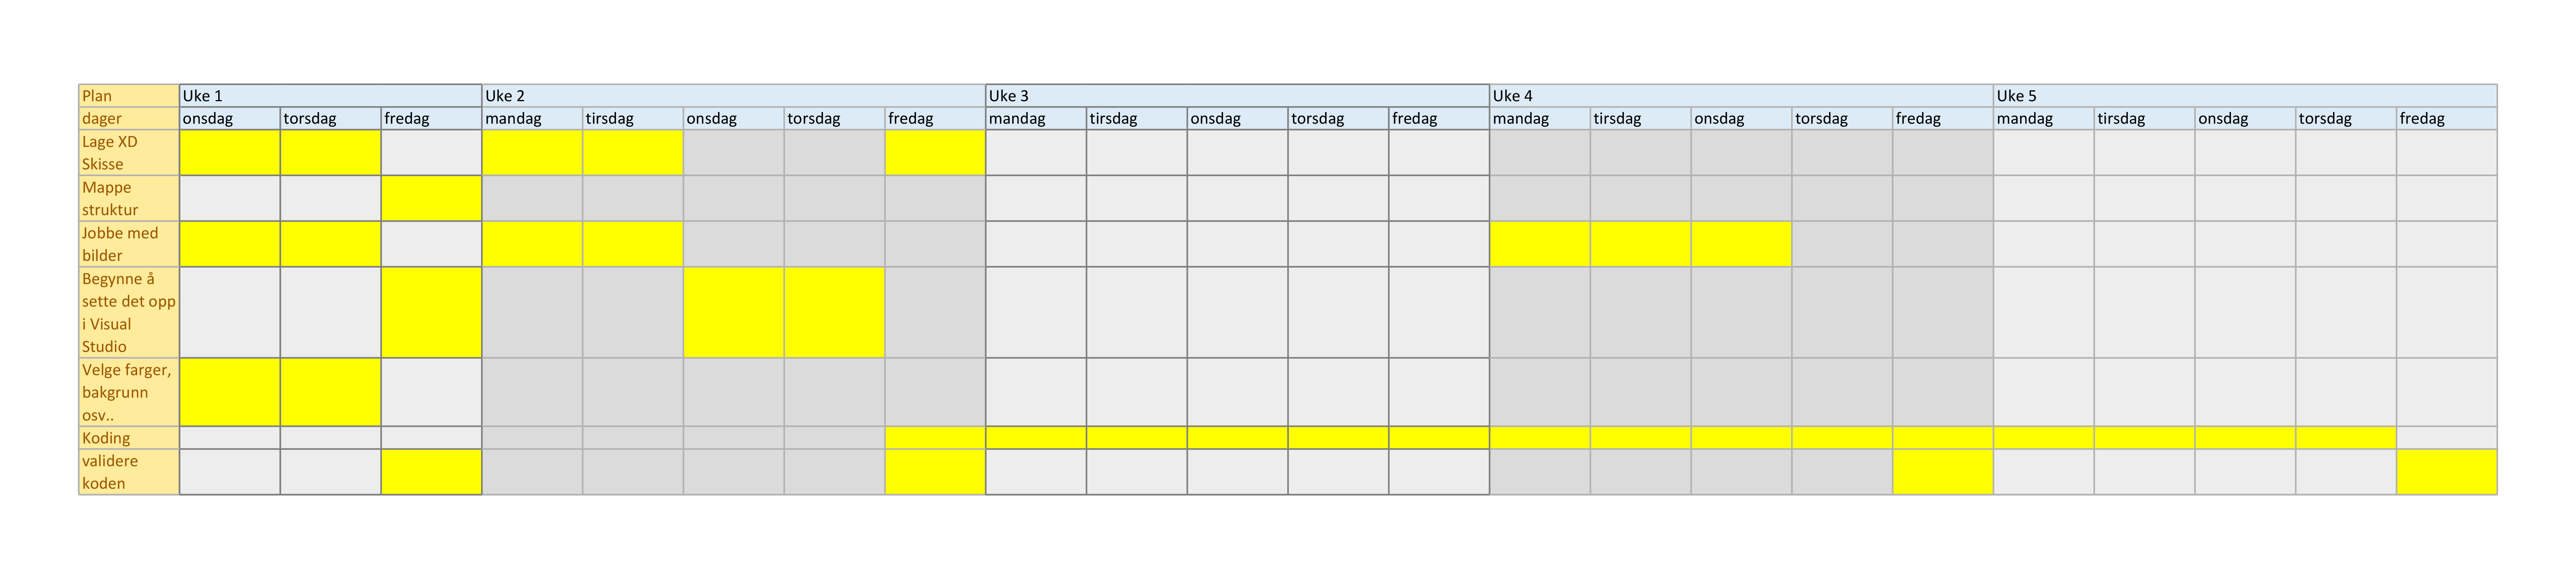 Plan Uke 1 Uke 2 Uke 3 Uke 4 Uke 5
dager onsdag torsdag fredag mandag tirsdag onsdag torsdag fredag mandag tirsdag onsdag torsdag fredag mandag tirsdag onsdag torsdag fredag mandag tirsdag onsdag torsdag fredag
Lage XD
Skisse
Mappe
struktur
Jobbe med
bilder
Begynne å
sette det opp
i Visual
Studio
Velge farger,
bakgrunn
osv..
Koding
validere
koden